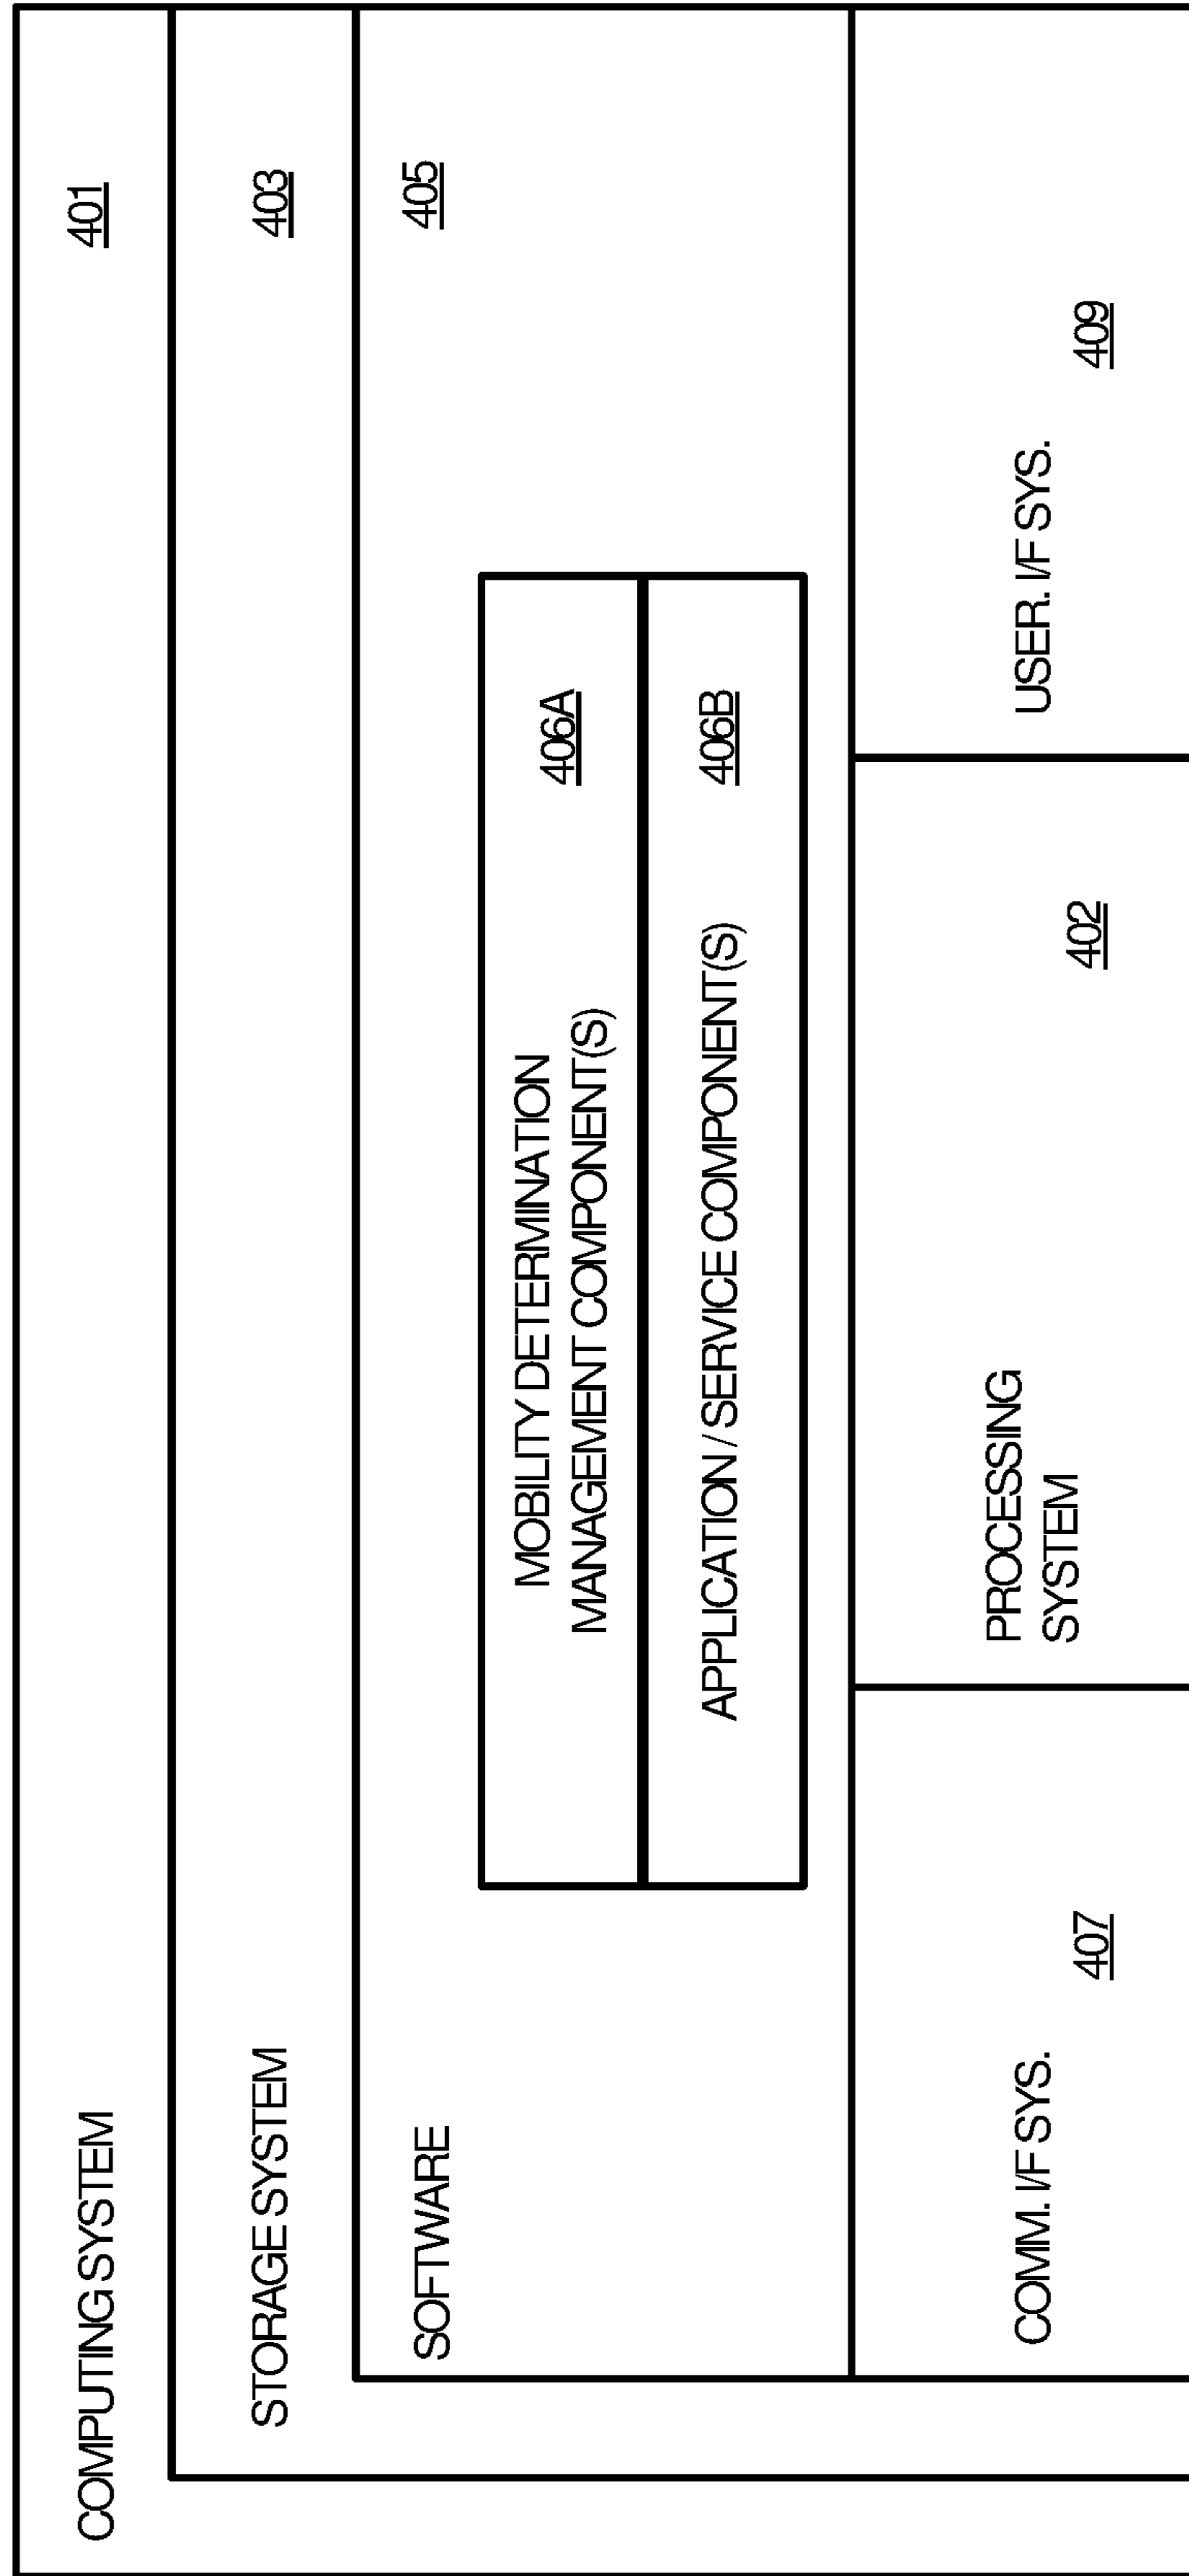 COMPUTING SYSTEM 401
STORAGE SYSTEM 403
SOFTWARE 405
MOBILITY DETERMINATION
MANAGEMENT COMPONENT(S) 406A
APPLICATION / SERVICE COMPONENT(S) 406B
COMM. I/F SYS.
407
PROCESSING
SYSTEM
402
USER. I/F SYS.
409